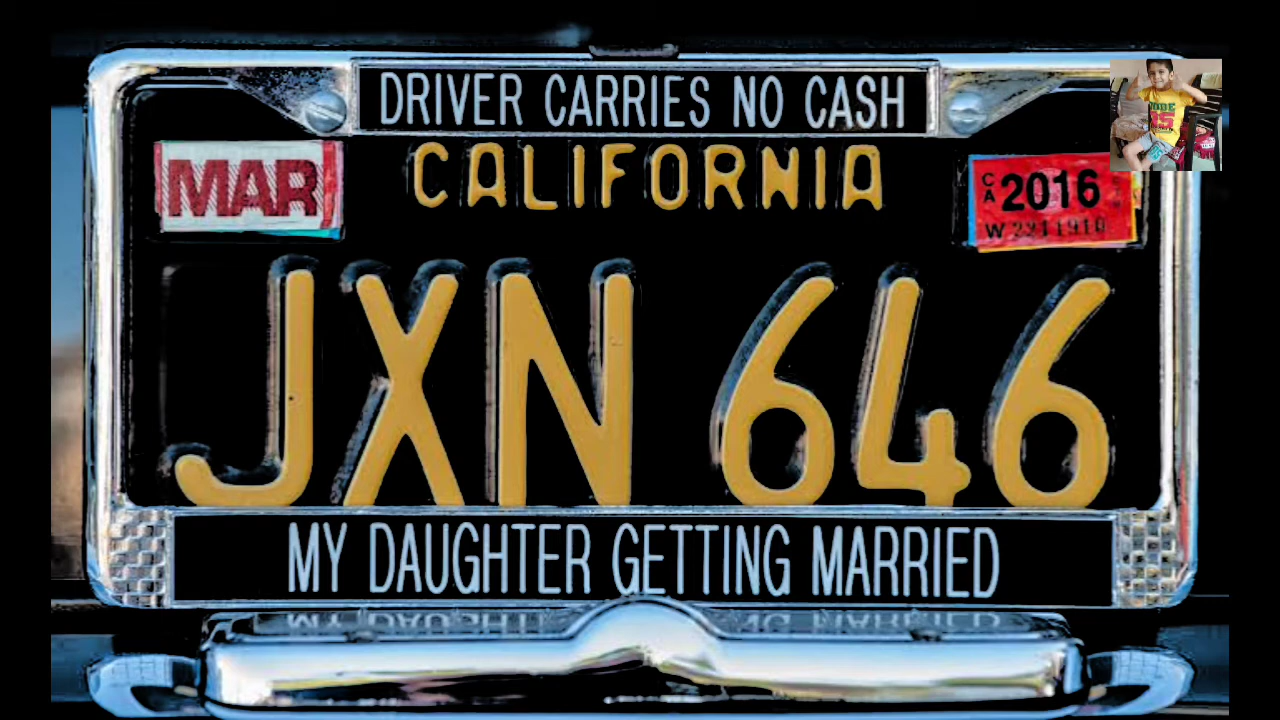 DRIVER CARRIES NO CASH
CALIFORNIA
MAR
CA 2016
JXN 646
MY DAUGHTER GETTING MARRIED